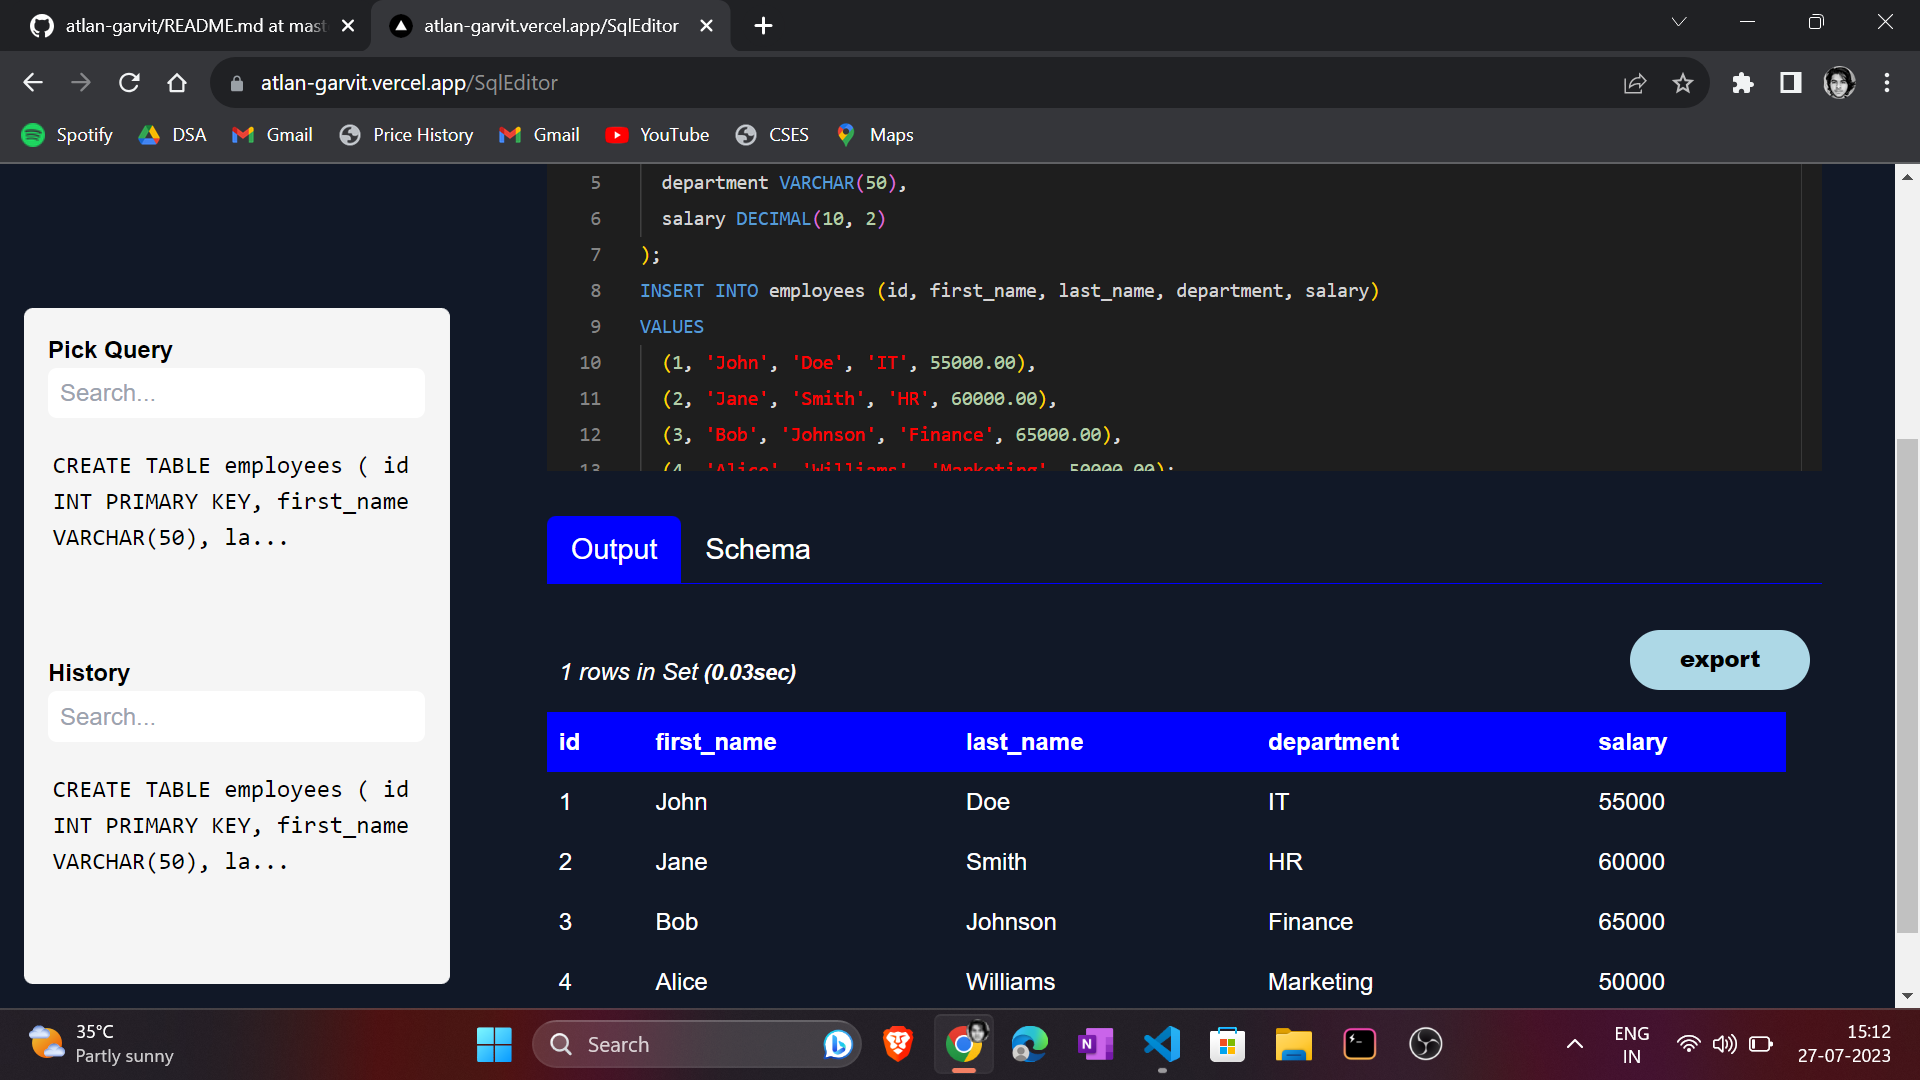 atlan-garvit/README.md at mast
atlan-garvit.vercel.app/SqlEditor
atlan-garvit.vercel.app/SqlEditor
Spotify DSA Gmail Price History Gmail YouTube CSES Maps
5 department VARCHAR(50),
6 salary DECIMAL(10, 2)
7 );
8 INSERT INTO employees (id, first_name, last_name, department, salary)
9 VALUES
10 (1, 'John', 'Doe', 'IT', 55000.00),
11 (2, 'Jane', 'Smith', 'HR', 60000.00),
12 (3, 'Bob', 'Johnson', 'Finance', 65000.00),
13 (4, 'Alice', 'Williams', 'Marketing', 50000.00);
Pick Query
Search...
CREATE TABLE employees ( id
INT PRIMARY KEY, first_name
VARCHAR(50), la...
History
Search...
CREATE TABLE employees ( id
INT PRIMARY KEY, first_name
VARCHAR(50), la...
Output Schema
1 rows in Set (0.03sec)
export
id first_name last_name department salary
1 John Doe IT 55000
2 Jane Smith HR 60000
3 Bob Johnson Finance 65000
4 Alice Williams Marketing 50000
35°C
Partly sunny
Search
ENG
IN
15:12
27-07-2023